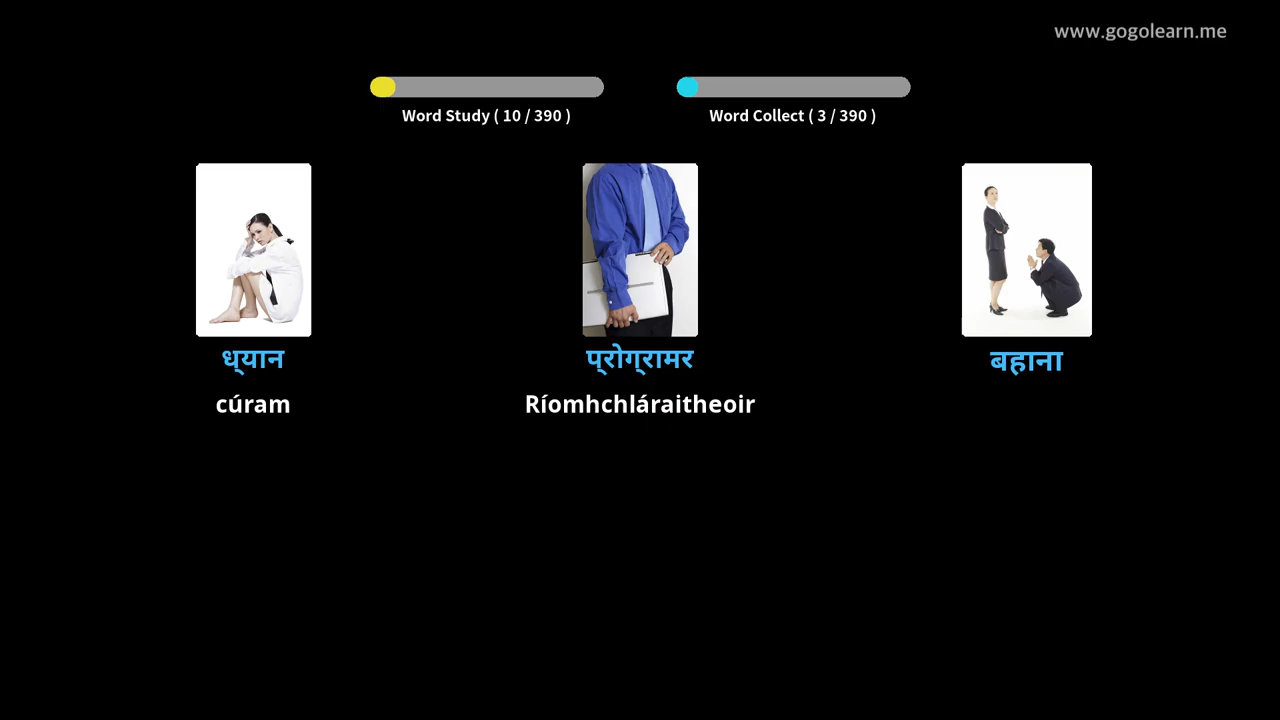 www.gogolearn.me
Word Study ( 10 / 390 )
Word Collect ( 3 / 390 )
ध्यान
प्रोग्रामर
बहाना
cúram
Ríomhchláraitheoir